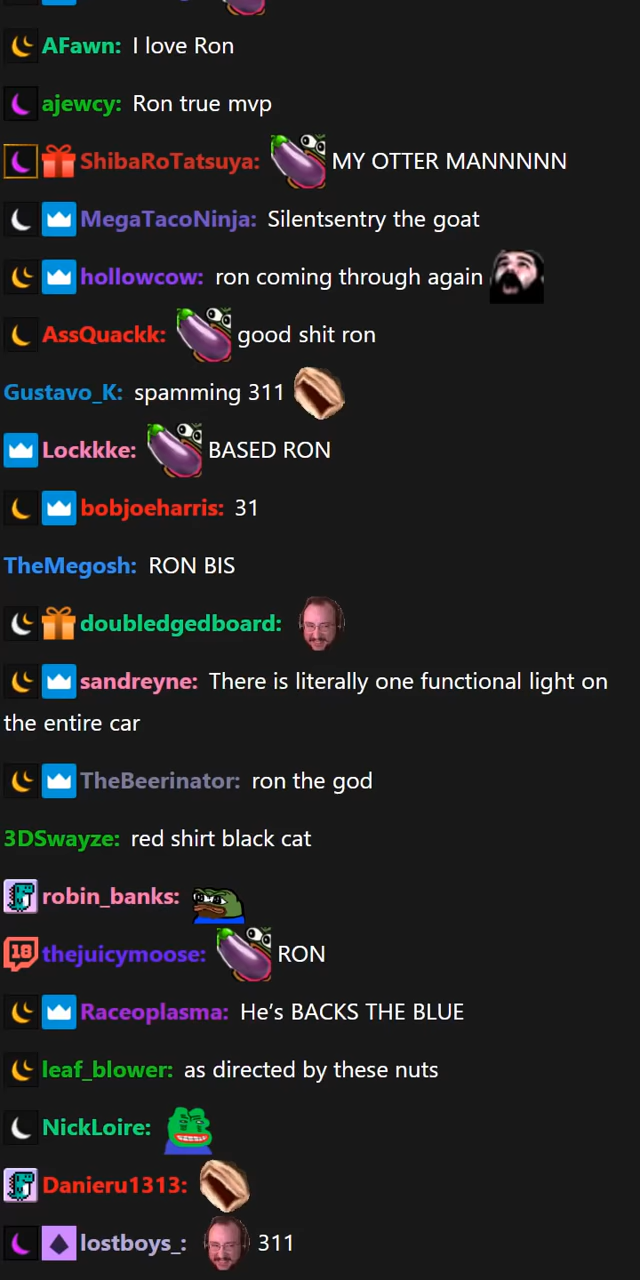 AFawn: I love Ron
ajewcy: Ron true mvp
ShibaRoTatsuya: MY OTTER MANNNNN
MegaTacoNinja: Silentsentry the goat
hollowcow: ron coming through again
AssQuackk: good shit ron
Gustavo_K: spamming 311
Lockkke: BASED RON
bobjoeharris: 31
TheMegosh: RON BIS
doubledgedboard:
sandreyne: There is literally one functional light on
the entire car
TheBeerinator: ron the god
3DSwayze: red shirt black cat
robin_banks:
18 thejuicymoose: RON
Raceoplasma: He’s BACKS THE BLUE
leaf_blower: as directed by these nuts
NickLoire:
Danieru1313:
lostboys_: 311